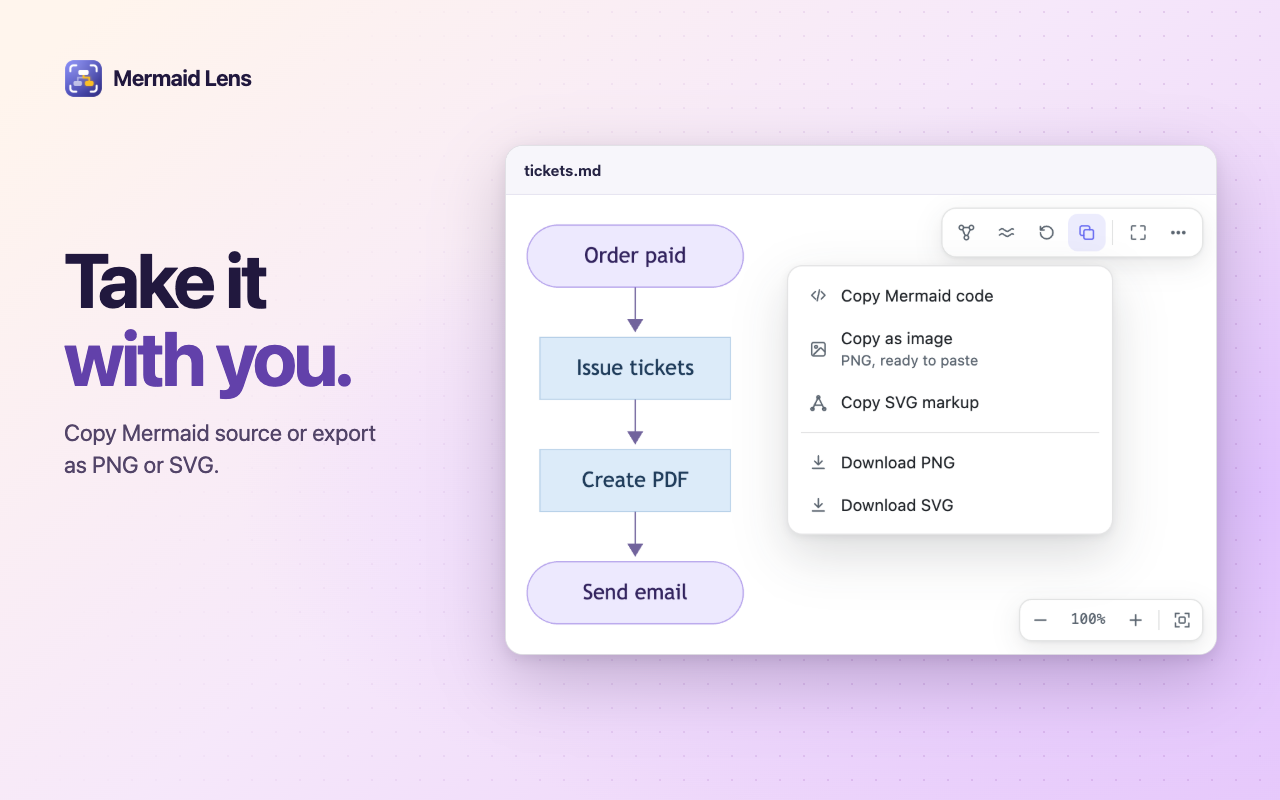 Mermaid Lens
Take it
with you.
Copy Mermaid source or export
as PNG or SVG.
tickets.md
Order paid
Issue tickets
Create PDF
Send email
Copy Mermaid code
Copy as image
PNG, ready to paste
Copy SVG markup
Download PNG
Download SVG
100%